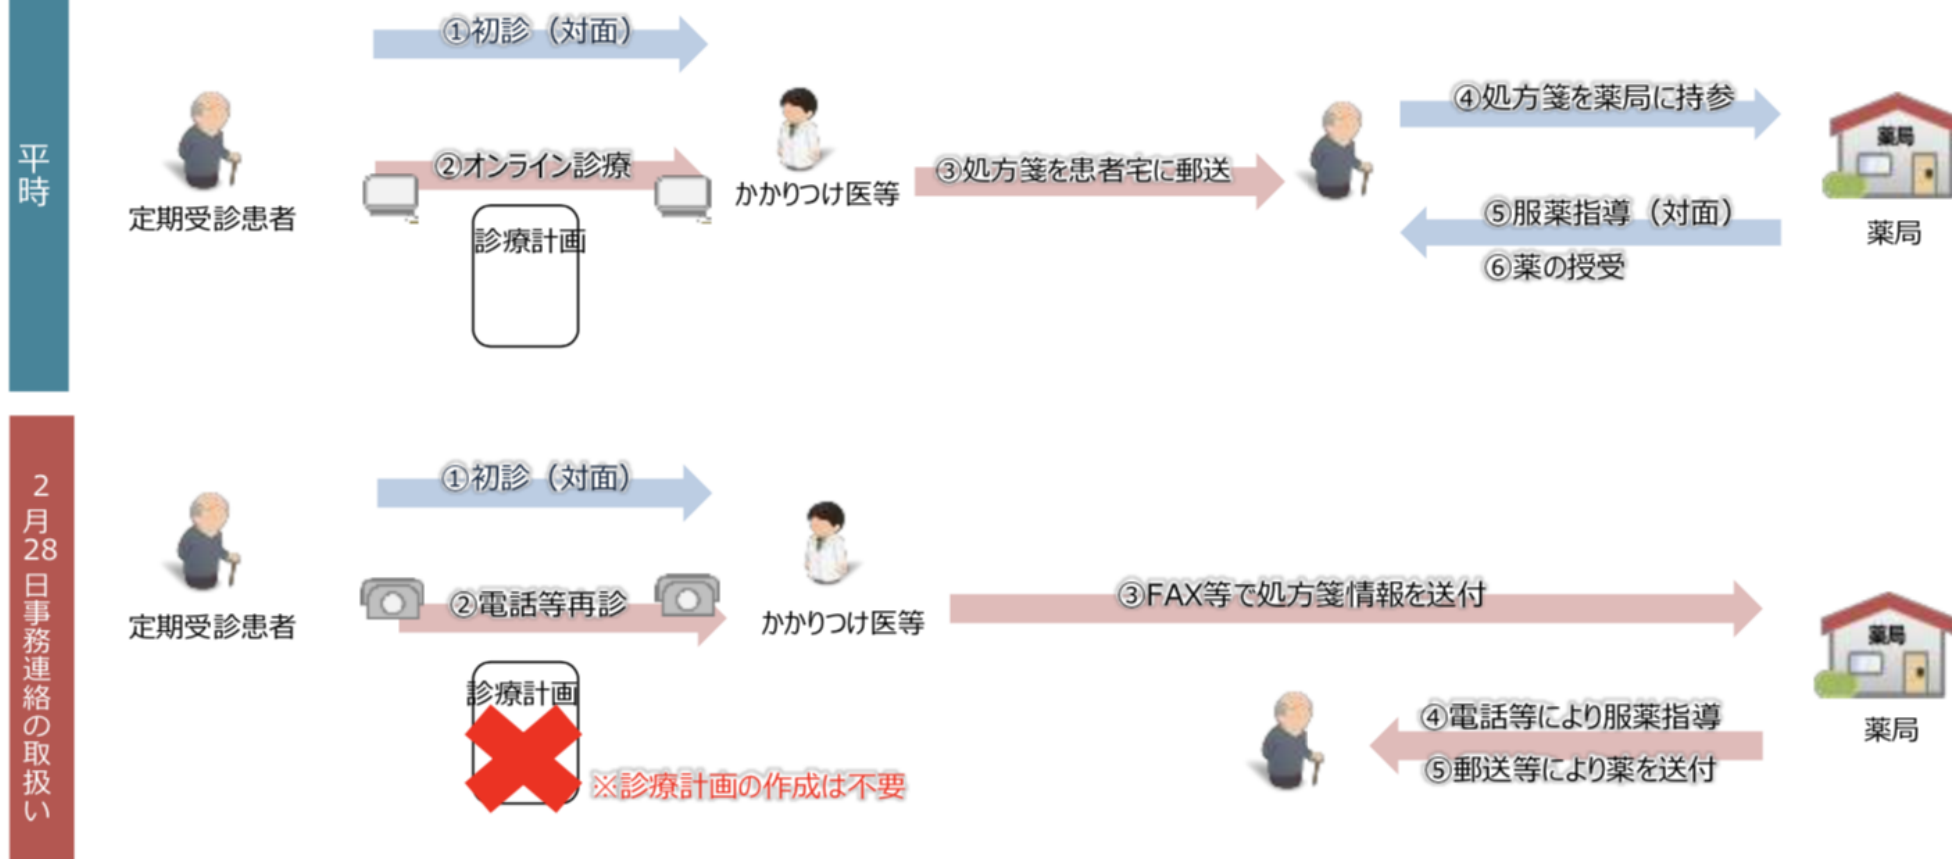 平時
①初診（対面）
定期受診患者
②オンライン診療
診療計画
かかりつけ医等
③処方箋を患者宅に郵送
④処方箋を薬局に持参
⑤服薬指導（対面）
⑥薬の授受
薬局
薬局
2月28日事務連絡の取扱い
①初診（対面）
定期受診患者
②電話等再診
診療計画
※診療計画の作成は不要
かかりつけ医等
③FAX等で処方箋情報を送付
④電話等により服薬指導
⑤郵送等により薬を送付
薬局
薬局